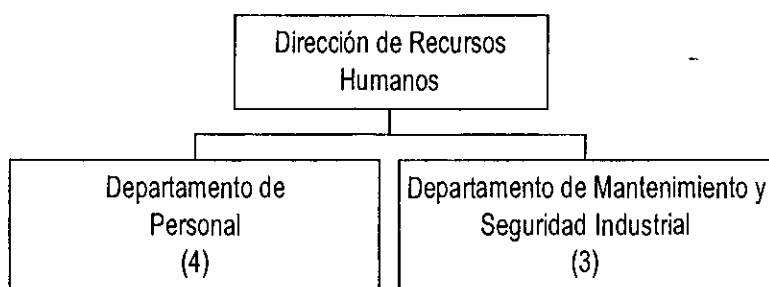 Dirección de Recursos
Humanos
Departamento de
Personal
(4)
Departamento de Mantenimiento y
Seguridad Industrial
(3)